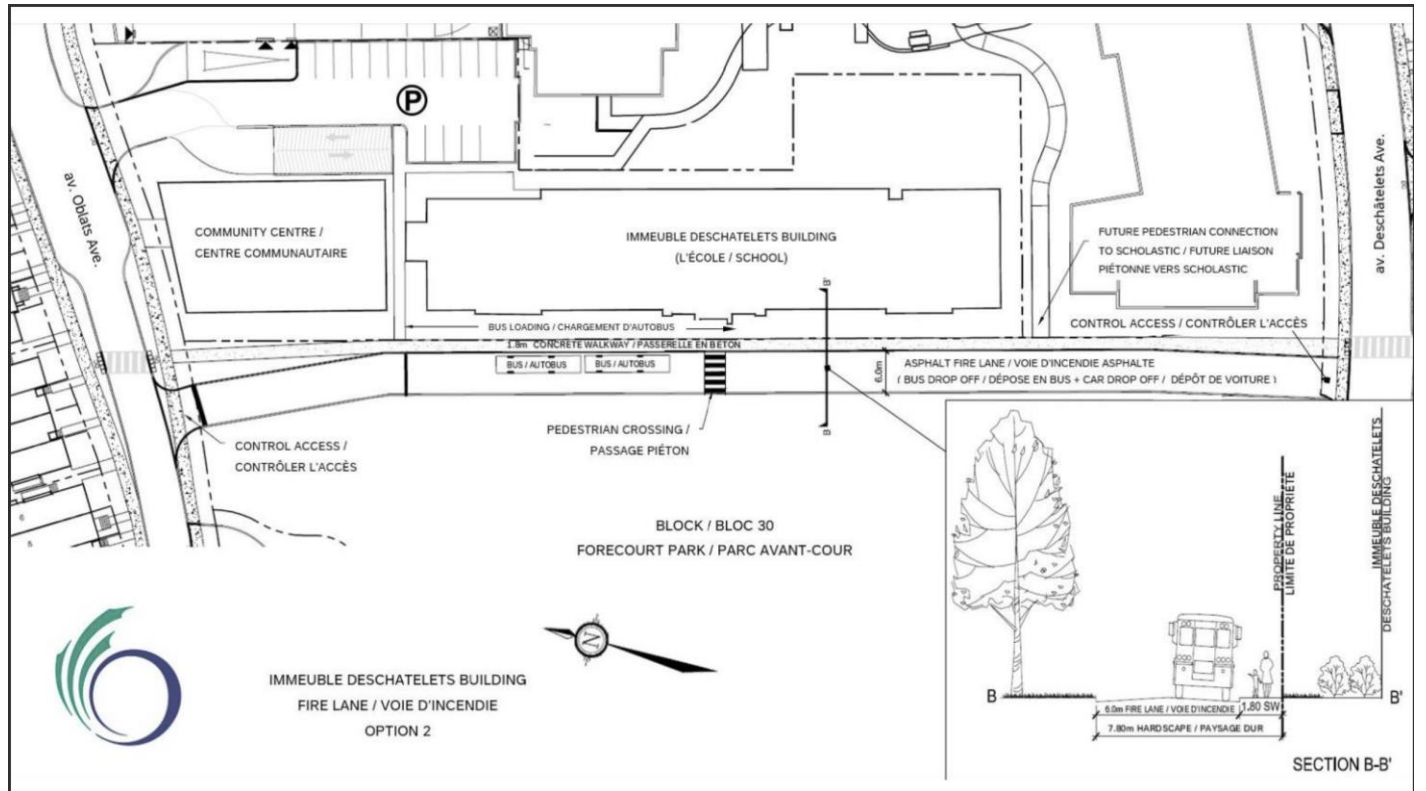 P
av. Oblats Ave.
av. Deschâtelets Ave.
COMMUNITY CENTRE /
CENTRE COMMUNAUTAIRE
IMMEUBLE DESCHATELETS BUILDING
(L'ÉCOLE / SCHOOL)
FUTURE PEDESTRIAN CONNECTION
TO SCHOLASTIC / FUTURE LIAISON
PIÉTONNE VERS SCHOLASTIC
B'
BUS LOADING / CHARGEMENT D'AUTOBUS
CONTROL ACCESS / CONTRÔLER L'ACCÈS
1.8m CONCRETE WALKWAY / PASSERELLE EN BETON
BUS / AUTOBUS
BUS / AUTOBUS
6.0m
ASPHALT FIRE LANE / VOIE D'INCENDIE ASPHALTE
( BUS DROP OFF / DÉPOSE EN BUS + CAR DROP OFF / DÉPÔT DE VOITURE )
B
PEDESTRIAN CROSSING /
PASSAGE PIÉTON
CONTROL ACCESS /
CONTRÔLER L'ACCÈS
BLOCK / BLOC 30
FORECOURT PARK / PARC AVANT-COUR
N
IMMEUBLE DESCHATELETS BUILDING
FIRE LANE / VOIE D'INCENDIE
OPTION 2
PROPERTY LINE
LIMITE DE PROPRIÉTÉ
IMMEUBLE DESCHATELETS
DESCHATELETS BUILDING
B
B'
6.0m FIRE LANE / VOIE D'INCENDIE
1.80 SW
7.80m HARDSCAPE / PAYSAGE DUR
SECTION B-B'